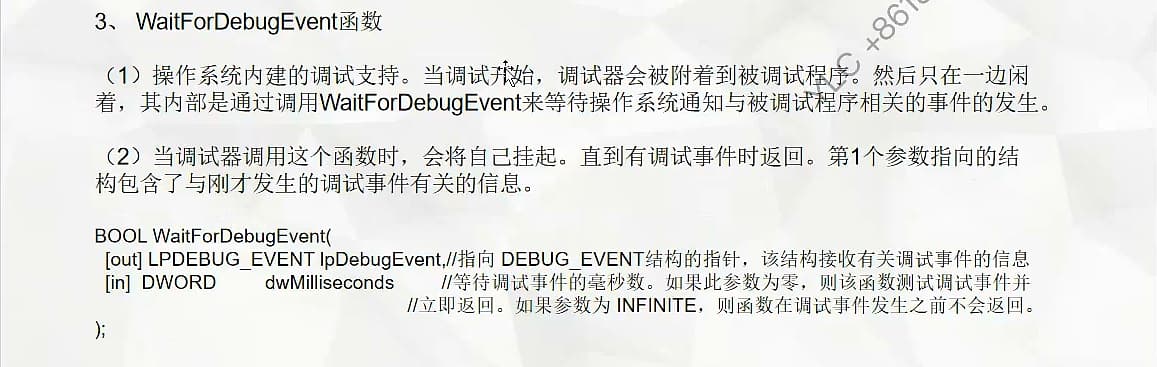 3、 WaitForDebugEvent函数
（1）操作系统内建的调试支持。当调试开始，调试器会被附着到被调试程序。然后只在一边闲
着，其内部是通过调用WaitForDebugEvent来等待操作系统通知与被调试程序相关的事件的发生。
（2）当调试器调用这个函数时，会将自己挂起。直到有调试事件时返回。第1个参数指向的结
构包含了与刚才发生的调试事件有关的信息。
BOOL WaitForDebugEvent(
[out] LPDEBUG_EVENT lpDebugEvent,//指向 DEBUG_EVENT结构的指针，该结构接收有关调试事件的信息
[in] DWORD dwMilliseconds //等待调试事件的毫秒数。如果此参数为零，则该函数测试调试事件并
//立即返回。如果参数为 INFINITE，则函数在调试事件发生之前不会返回。
);